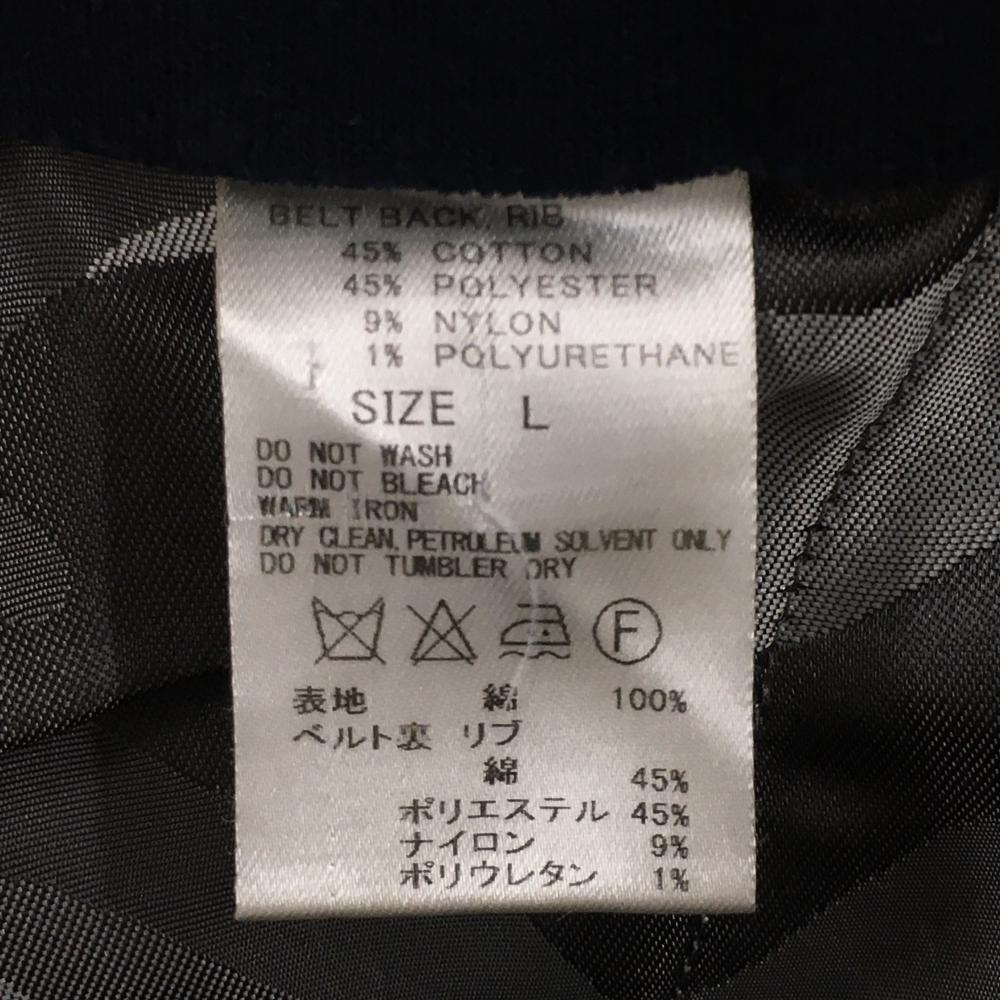 BELT BACK, RIB
45% COTTON
45% POLYESTER
9% NYLON
1% POLYURETHANE
SIZE L
DO NOT WASH
DO NOT BLEACH
WARM IRON
DRY CLEAN, PETROLEUM SOLVENT ONLY
DO NOT TUMBLER DRY
F
表地 綿 100%
ベルト裏 リブ
綿 45%
ポリエステル 45%
ナイロン 9%
ポリウレタン 1%